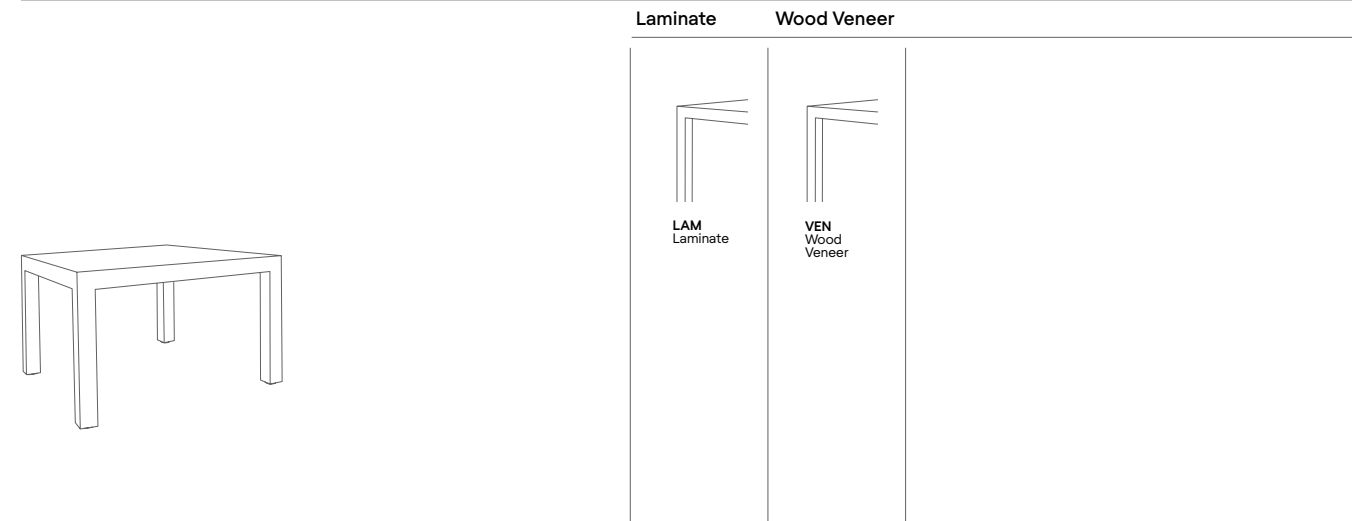 Laminate
Wood Veneer
LAM
Laminate
VEN
Wood
Veneer